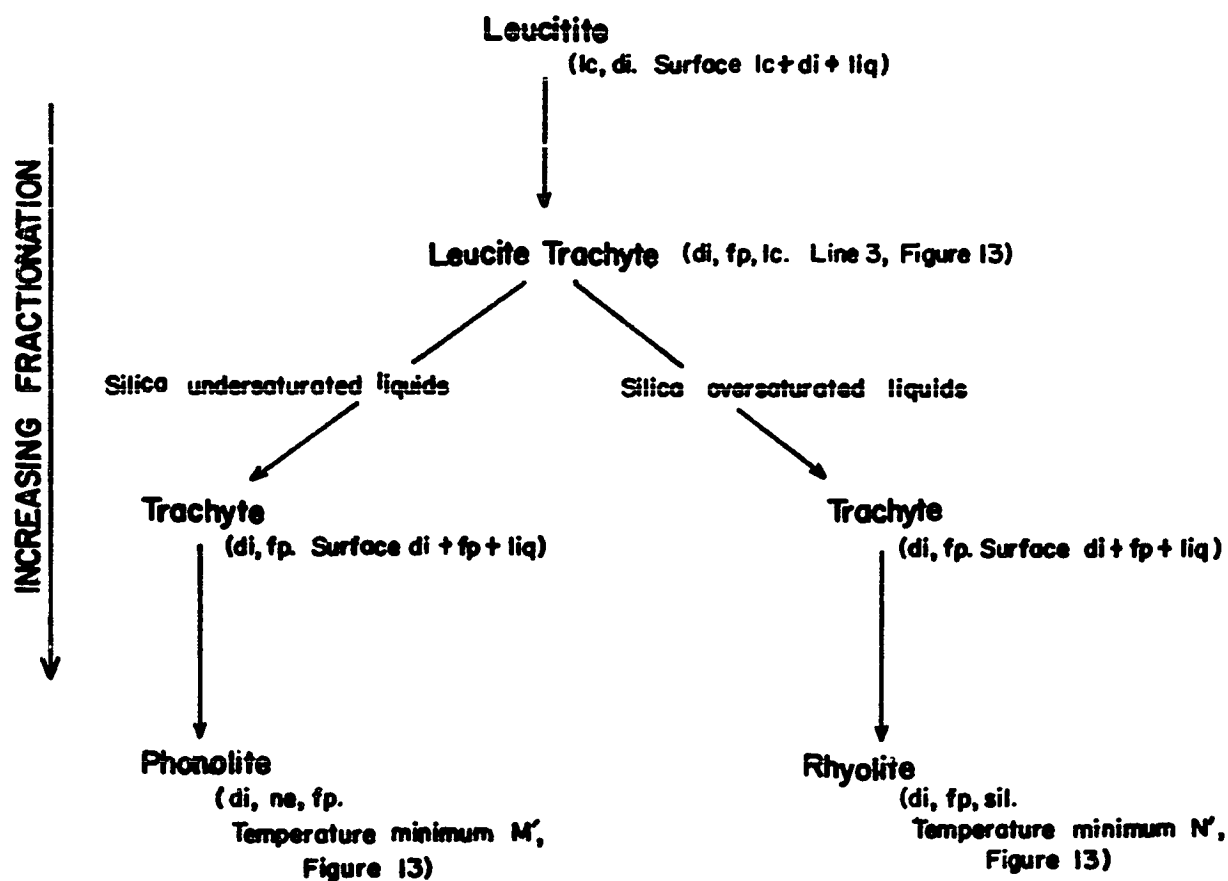 Leucitite
(lc, di. Surface lc + di + liq)
INCREASING FRACTIONATION
Leucite Trachyte (di, fp, lc. Line 3, Figure 13)
Silica undersaturated liquids
Silica oversaturated liquids
Trachyte
(di, fp. Surface di + fp + liq)
Trachyte
(di, fp. Surface di + fp + liq)
Phonolite
(di, ne, fp.
Temperature minimum M′,
Figure 13)
Rhyolite
(di, fp, sil.
Temperature minimum N′,
Figure 13)